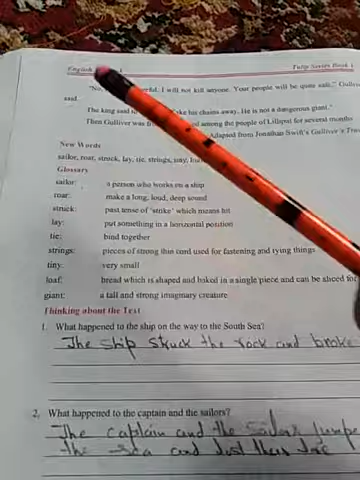 English
Tulip Series Book 1
"No, I will not kill anyone. Your people will be quite safe," Gulliv
said.
The king said to his chains away. He is not a dangerous giant."
Then Gulliver was among the people of Lilliput for several months
Adapted from Jonathan Swift's Gulliver's Trav
New Words
sailor, roar, struck, lay, tie, strings, tiny,
Glossary
sailor: a person who works on a ship
roar: make a long, loud, deep sound
struck: past tense of 'strike' which means hit
lay: put something in a horizontal position
tie: bind together
strings: pieces of strong thin cord used for fastening and tying things
tiny: very small
loaf: bread which is shaped and baked in a single piece and can be sliced for
giant: a tall and strong imaginary creature
Thinking about the Text
1. What happened to the ship on the way to the South Sea?
The ship struck the rock and broke
2. What happened to the captain and the sailors?
The captain and the sailors jumpe
the sea and lost their